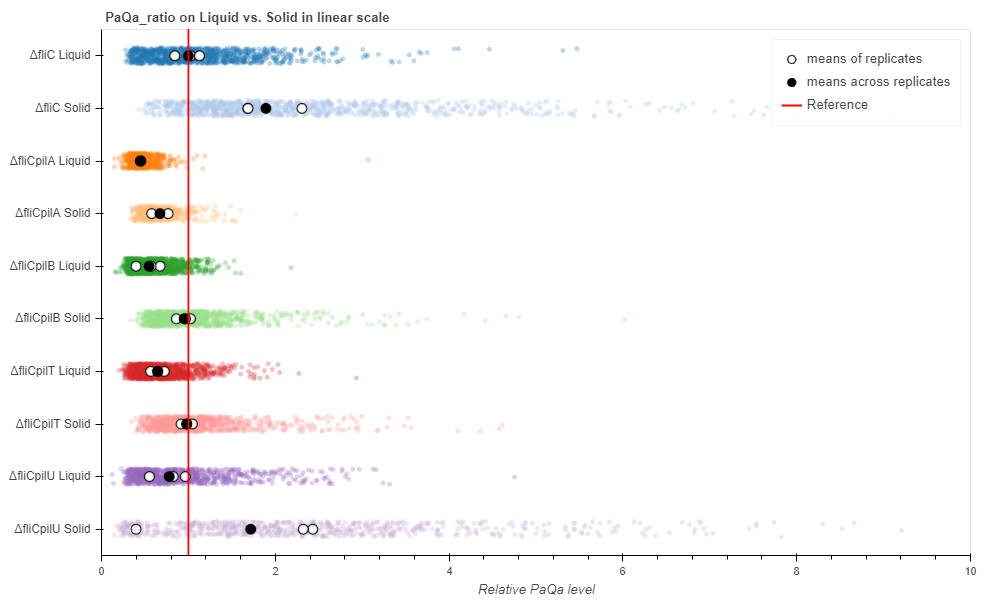 PaQa_ratio on Liquid vs. Solid in linear scale
ΔfliC Liquid
ΔfliC Solid
ΔfliCpilA Liquid
ΔfliCpilA Solid
ΔfliCpilB Liquid
ΔfliCpilB Solid
ΔfliCpilT Liquid
ΔfliCpilT Solid
ΔfliCpilU Liquid
ΔfliCpilU Solid
means of replicates
means across replicates
Reference
0 2 4 6 8 10
Relative PaQa level